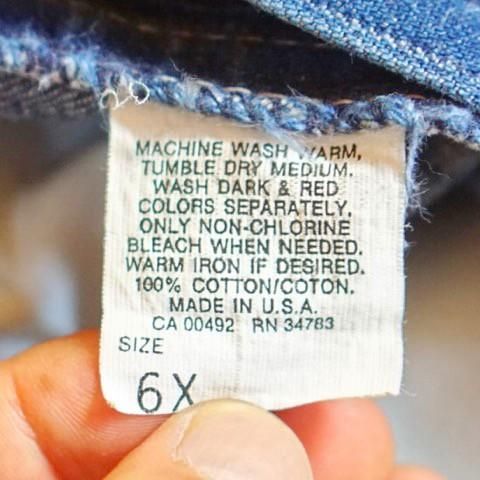 MACHINE WASH WARM,
TUMBLE DRY MEDIUM.
WASH DARK & RED
COLORS SEPARATELY.
ONLY NON-CHLORINE
BLEACH WHEN NEEDED.
WARM IRON IF DESIRED.
100% COTTON/COTON.
MADE IN U.S.A.
CA 00492 RN 34783
SIZE
6X